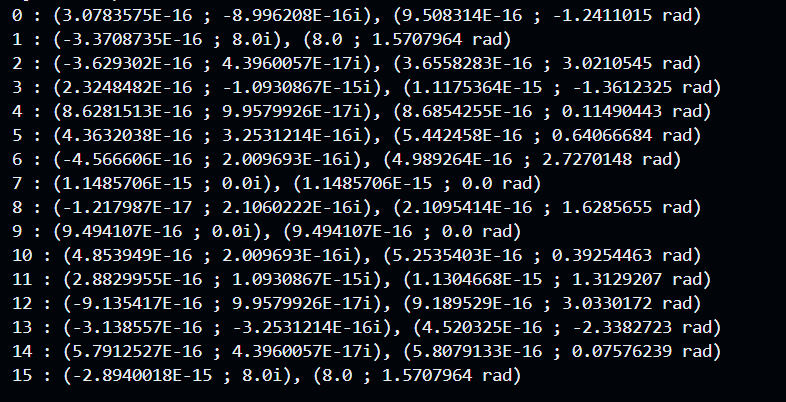 0 : (3.0783575E-16 ; -8.996208E-16i), (9.508314E-16 ; -1.2411015 rad)
1 : (-3.3708735E-16 ; 8.0i), (8.0 ; 1.5707964 rad)
2 : (-3.629302E-16 ; 4.3960057E-17i), (3.6558283E-16 ; 3.0210545 rad)
3 : (2.3248482E-16 ; -1.0930867E-15i), (1.1175364E-15 ; -1.3612325 rad)
4 : (8.6281513E-16 ; 9.9579926E-17i), (8.6854255E-16 ; 0.11490443 rad)
5 : (4.3632038E-16 ; 3.2531214E-16i), (5.442458E-16 ; 0.64066684 rad)
6 : (-4.566606E-16 ; 2.009693E-16i), (4.989264E-16 ; 2.7270148 rad)
7 : (1.1485706E-15 ; 0.0i), (1.1485706E-15 ; 0.0 rad)
8 : (-1.217987E-17 ; 2.1060222E-16i), (2.1095414E-16 ; 1.6285655 rad)
9 : (9.494107E-16 ; 0.0i), (9.494107E-16 ; 0.0 rad)
10 : (4.853949E-16 ; 2.009693E-16i), (5.2535403E-16 ; 0.39254463 rad)
11 : (2.8829955E-16 ; 1.0930867E-15i), (1.1304668E-15 ; 1.3129207 rad)
12 : (-9.135417E-16 ; 9.9579926E-17i), (9.189529E-16 ; 3.0330172 rad)
13 : (-3.138557E-16 ; -3.2531214E-16i), (4.520325E-16 ; -2.3382723 rad)
14 : (5.7912527E-16 ; 4.3960057E-17i), (5.8079133E-16 ; 0.07576239 rad)
15 : (-2.8940018E-15 ; 8.0i), (8.0 ; 1.5707964 rad)